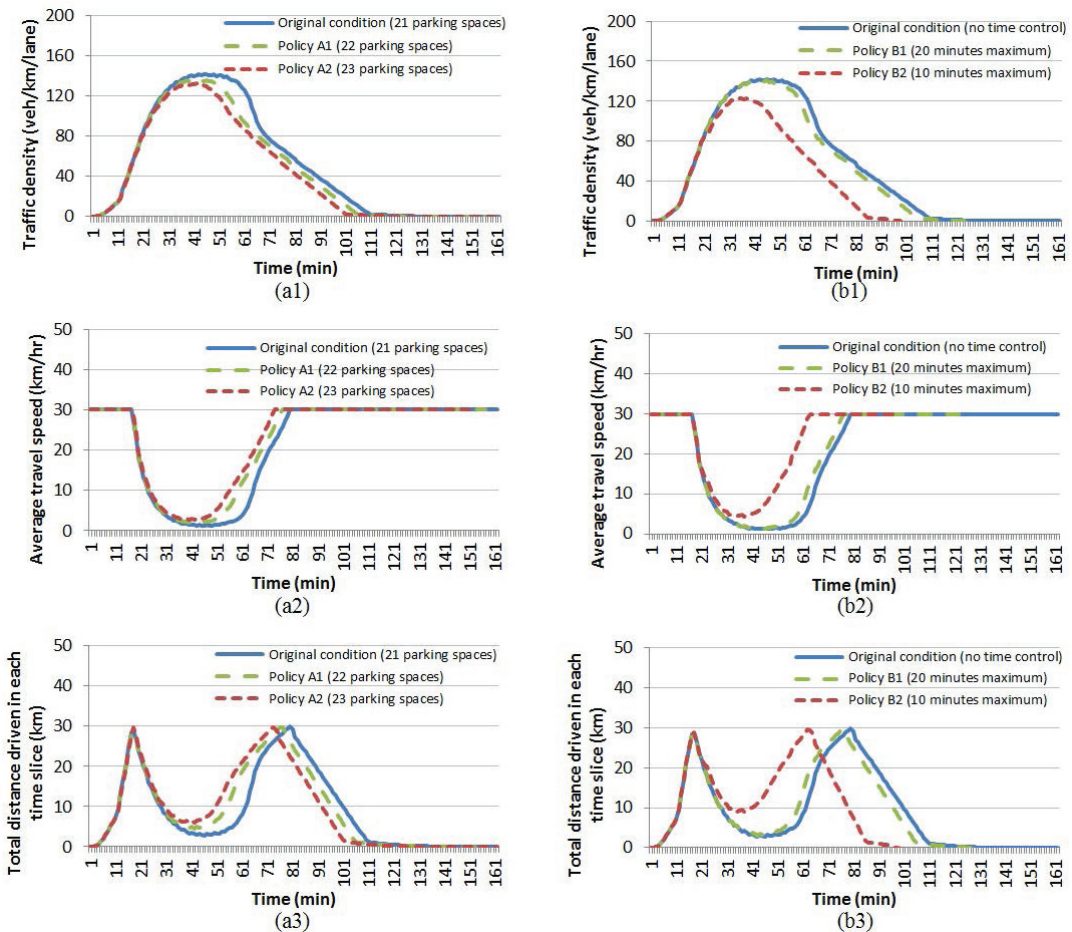 Original condition (21 parking spaces)
Policy A1 (22 parking spaces)
Policy A2 (23 parking spaces)
Traffic density (veh/km/lane)
200
160
120
80
40
0
1 11 21 31 41 51 61 71 81 91 101 111 121 131 141 151 161
Time (min)
(a1)
Original condition (no time control)
Policy B1 (20 minutes maximum)
Policy B2 (10 minutes maximum)
Traffic density (veh/km/lane)
200
160
120
80
40
0
1 11 21 31 41 51 61 71 81 91 101 111 121 131 141 151 161
Time (min)
(b1)
Original condition (21 parking spaces)
Policy A1 (22 parking spaces)
Policy A2 (23 parking spaces)
Average travel speed (km/hr)
50
40
30
20
10
0
1 11 21 31 41 51 61 71 81 91 101 111 121 131 141 151 161
Time (min)
(a2)
Original condition (no time control)
Policy B1 (20 minutes maximum)
Policy B2 (10 minutes maximum)
Average travel speed (km/hr)
50
40
30
20
10
0
1 11 21 31 41 51 61 71 81 91 101 111 121 131 141 151 161
Time (min)
(b2)
Original condition (21 parking spaces)
Policy A1 (22 parking spaces)
Policy A2 (23 parking spaces)
Total distance driven in each
time slice (km)
50
40
30
20
10
0
1 11 21 31 41 51 61 71 81 91 101 111 121 131 141 151 161
Time (min)
(a3)
Original condition (no time control)
Policy B1 (20 minutes maximum)
Policy B2 (10 minutes maximum)
Total distance driven in each
time slice (km)
50
40
30
20
10
0
1 11 21 31 41 51 61 71 81 91 101 111 121 131 141 151 161
Time (min)
(b3)